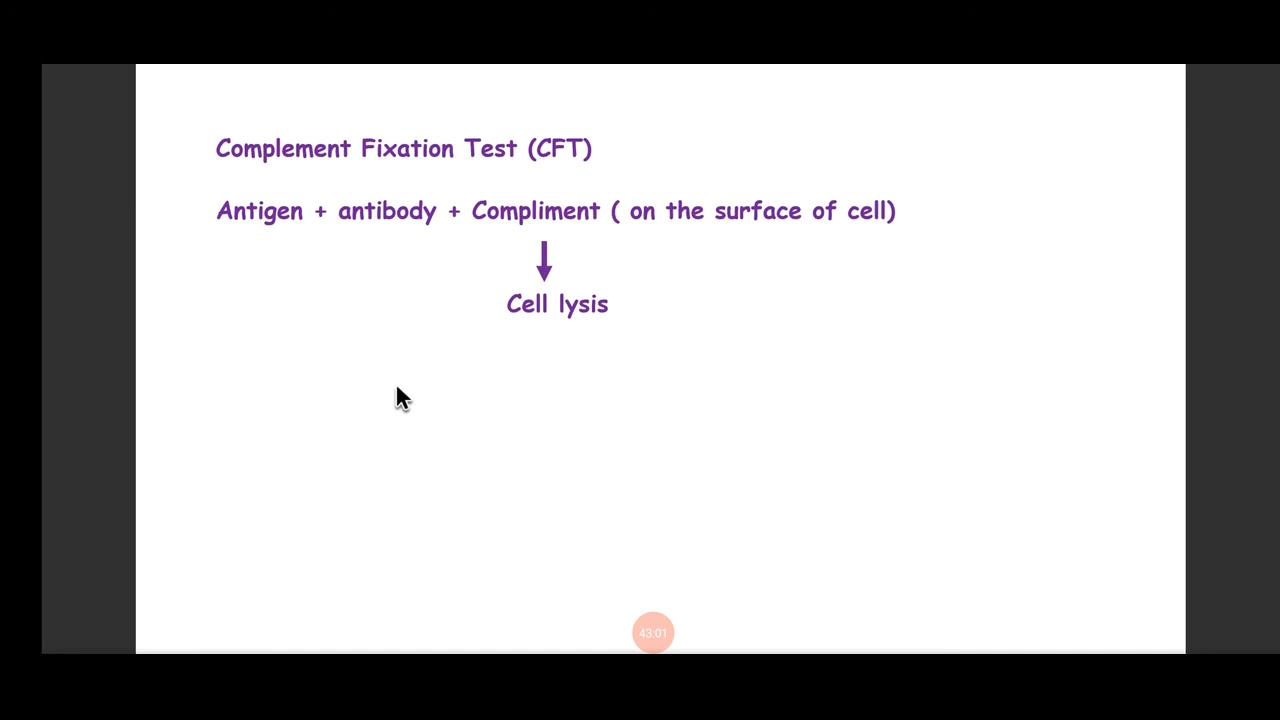 Complement Fixation Test (CFT)
Antigen + antibody + Compliment ( on the surface of cell)
Cell lysis
43:01